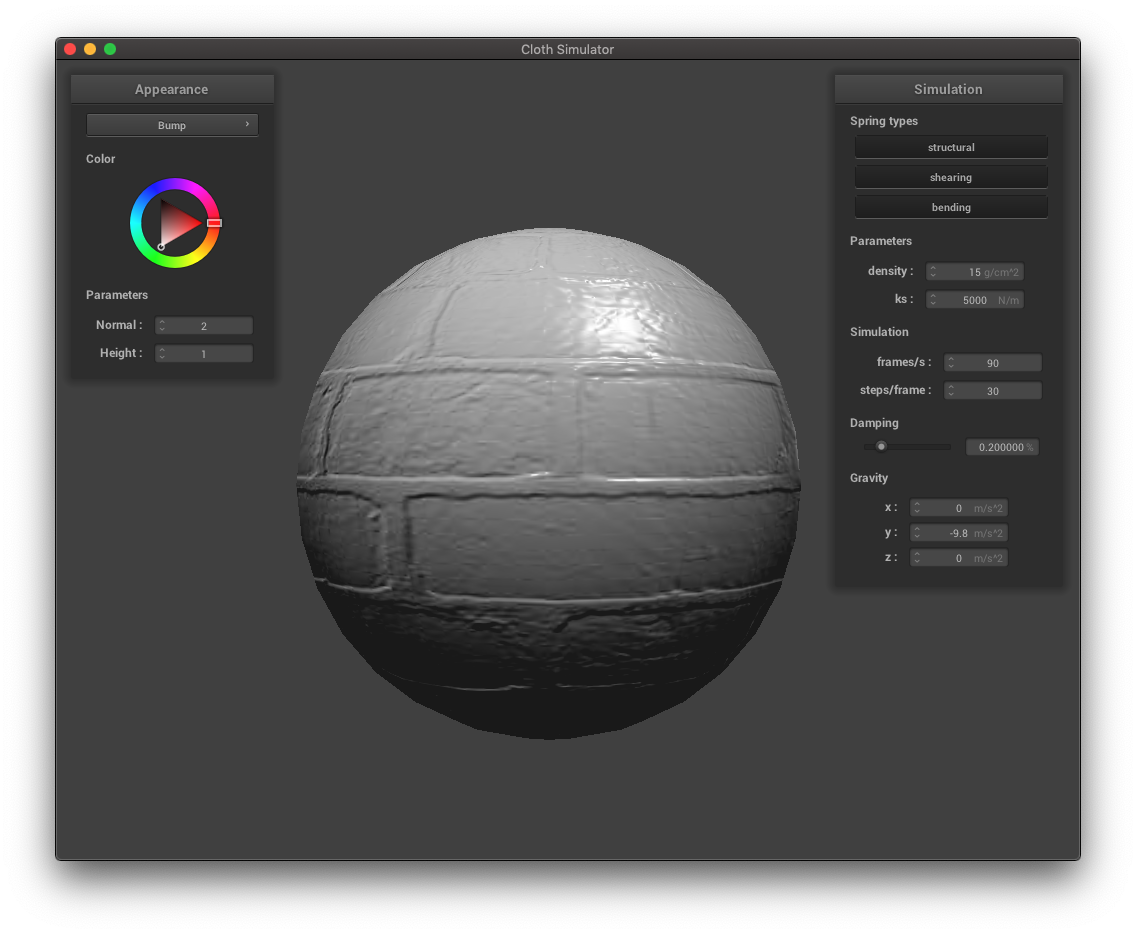 Cloth Simulator
Appearance
Bump
Color
Parameters
Normal : 2
Height : 1
Simulation
Spring types
structural
shearing
bending
Parameters
density : 15 g/cm^2
ks : 5000 N/m
Simulation
frames/s : 90
steps/frame : 30
Damping
0.200000 %
Gravity
x : 0 m/s^2
y : -9.8 m/s^2
z : 0 m/s^2